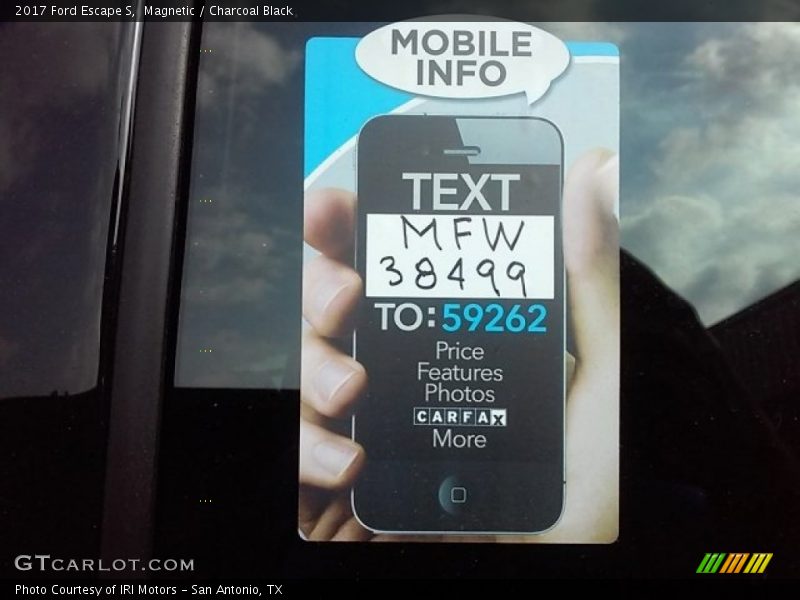 2017 Ford Escape S, Magnetic / Charcoal Black
MOBILE
INFO
TEXT
MFW
38499
TO: 59262
Price
Features
Photos
CARFAX
More
GTCARLOT.COM
Photo Courtesy of IRI Motors - San Antonio, TX